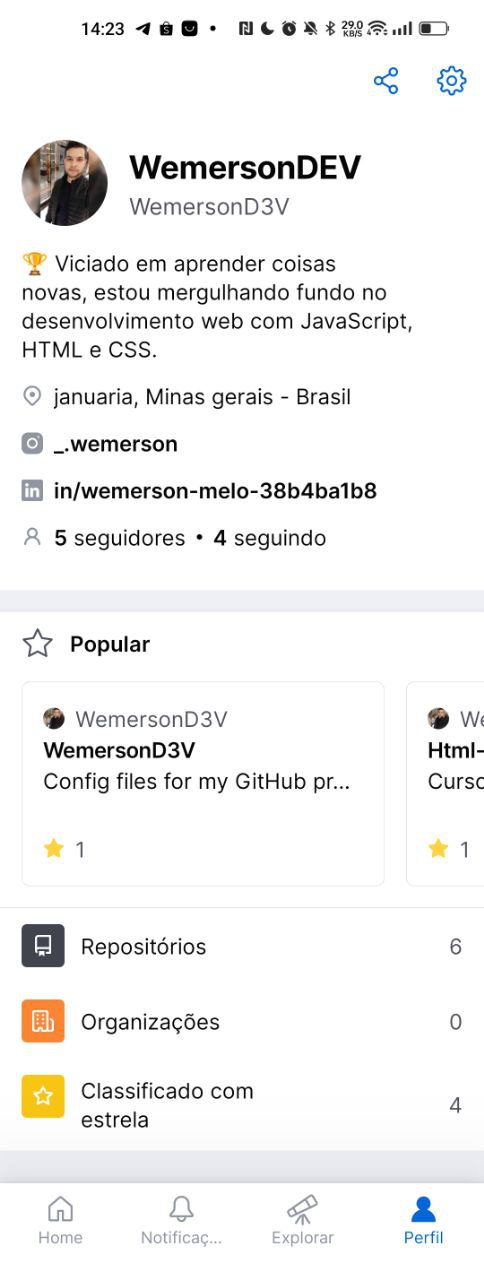 14:23
29.0
KB/S
WemersonDEV
WemersonD3V
🏆 Viciado em aprender coisas
novas, estou mergulhando fundo no
desenvolvimento web com JavaScript,
HTML e CSS.
januaria, Minas gerais - Brasil
_.wemerson
in/wemerson-melo-38b4ba1b8
5 seguidores • 4 seguindo
Popular
WemersonD3V
WemersonD3V
Config files for my GitHub pr...
1
We
Html-
Curso
1
Repositórios 6
Organizações 0
Classificado com
estrela 4
Home Notificaç... Explorar Perfil